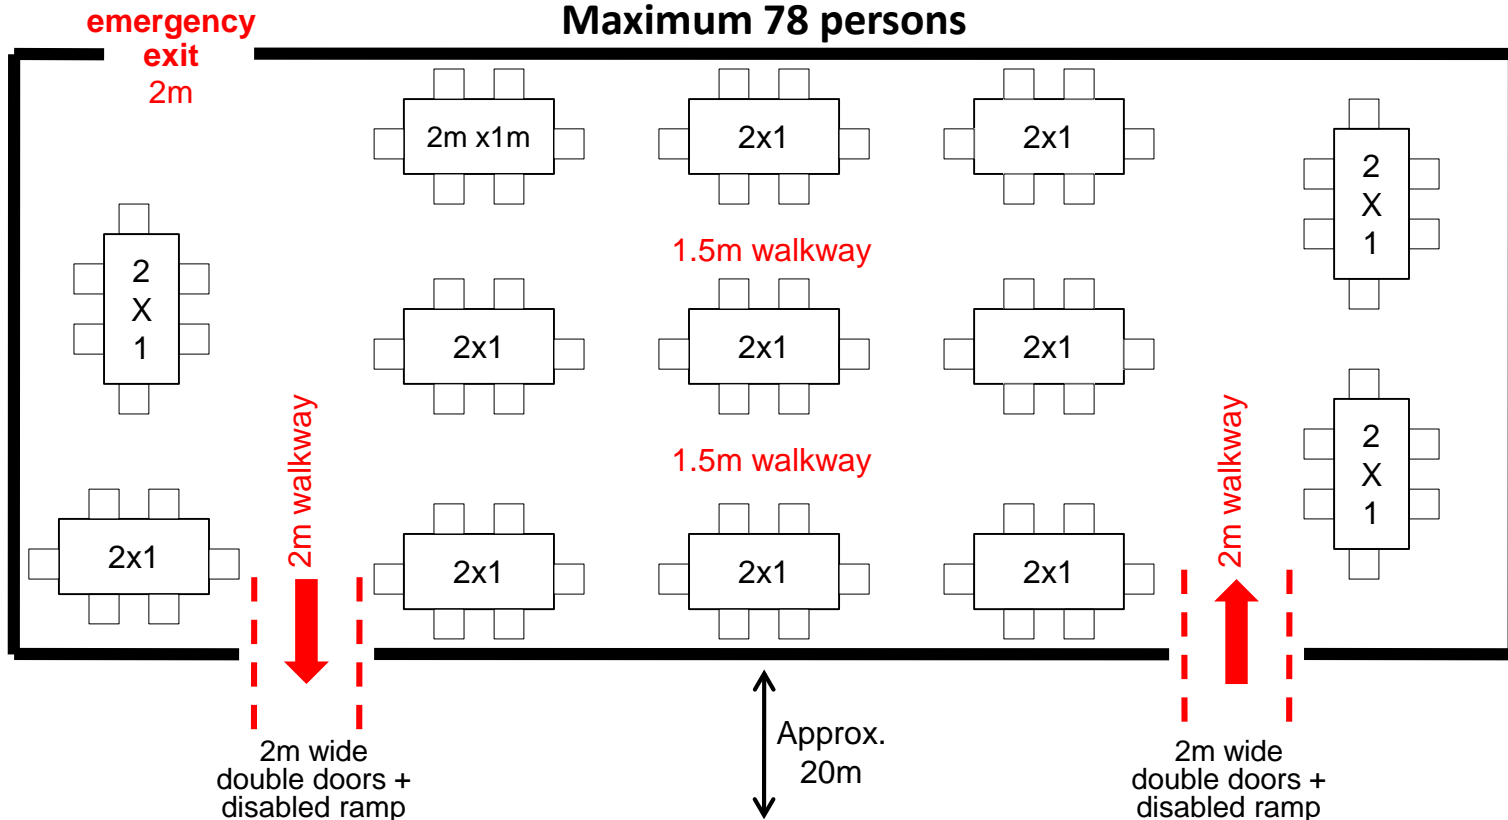 Maximum 78 persons
emergency
exit
2m
2m x1m
2x1
2x1
2
X
1
2
X
1
1.5m walkway
2x1
2x1
2x1
2m walkway
2m walkway
1.5m walkway
2
X
1
2x1
2x1
2x1
2x1
2m wide
double doors +
disabled ramp
Approx.
20m
2m wide
double doors +
disabled ramp